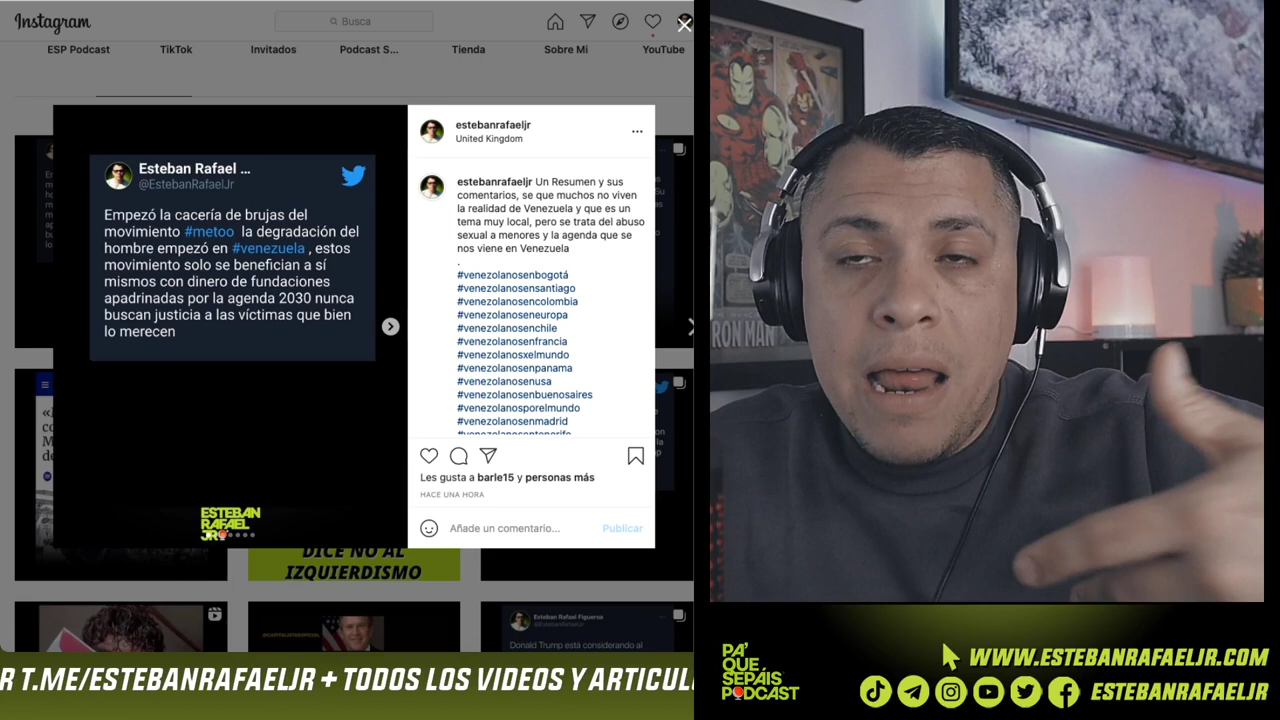 Instagram
Busca
ESP Podcast
TikTok
Invitados
Podcast S...
Tienda
Sobre Mi
YouTube
Esteban Rafael ...
@EstebanRafaelJr
Empezó la cacería de brujas del
movimiento #metoo la degradación del
hombre empezó en #venezuela , estos
movimiento solo se benefician a sí
mismos con dinero de fundaciones
apadrinadas por la agenda 2030 nunca
buscan justicia a las víctimas que bien
lo merecen
ESTEBAN
RAFAEL
JR
estebanrafaeljr
United Kingdom
estebanrafaeljr Un Resumen y sus
comentarios, se que muchos no viven
la realidad de Venezuela y que es un
tema muy local, pero se trata del abuso
sexual a menores y la agenda que se
nos viene en Venezuela
.
#venezolanosenbogotá
#venezolanosensantiago
#venezolanosencolombia
#venezolanoseneuropa
#venezolanosenchile
#venezolanosenfrancia
#venezolanosxelmundo
#venezolanosenpanama
#venezolanosenusa
#venezolanosenbuenosaires
#venezolanosporelmundo
#venezolanosenmadrid
#venezolanosentenerife
Les gusta a barle15 y personas más
HACE UNA HORA
Añade un comentario...
Publicar
DICE NO AL
IZQUIERDISMO
@CAPITALJESUSOFICIAL
Esteban Rafael Figueroa
Donald Trump está considerando al
R T.ME/ESTEBANRAFAELJR + TODOS LOS VIDEOS Y ARTICUL
IRON MAN
PA'
QUE
SEPÁIS
PODCAST
WWW.ESTEBANRAFAELJR.COM
ESTEBANRAFAELJR